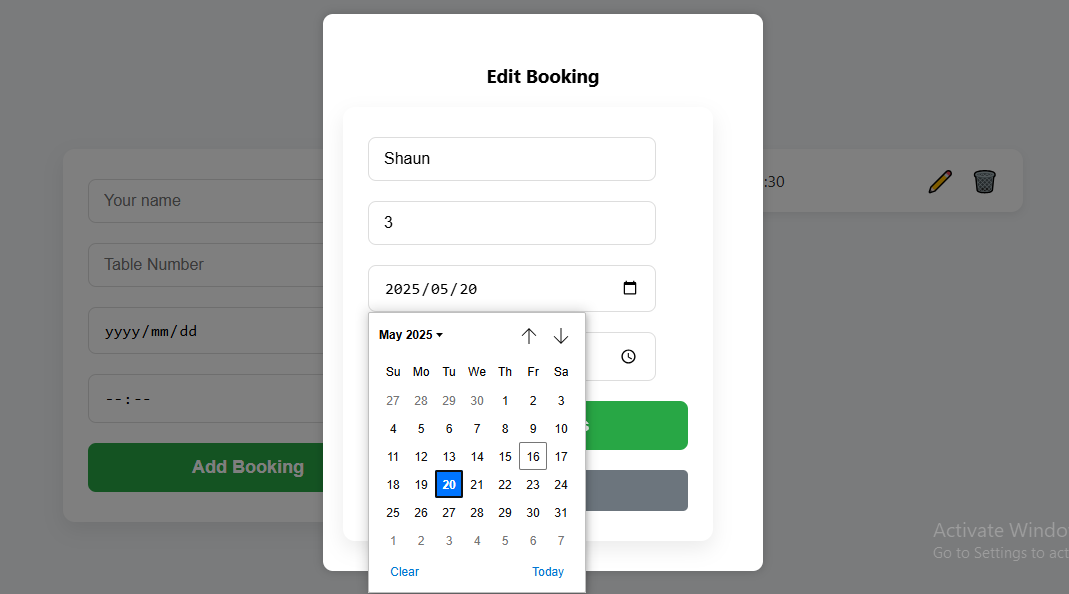 Edit Booking
Shaun
3
2025/05/20
May 2025
Su Mo Tu We Th Fr Sa
27 28 29 30 1 2 3
4 5 6 7 8 9 10
11 12 13 14 15 16 17
18 19 20 21 22 23 24
25 26 27 28 29 30 31
1 2 3 4 5 6 7
Clear Today
Your name
Table Number
yyyy/mm/dd
--:--
Add Booking
:30
Activate Windo
Go to Settings to act